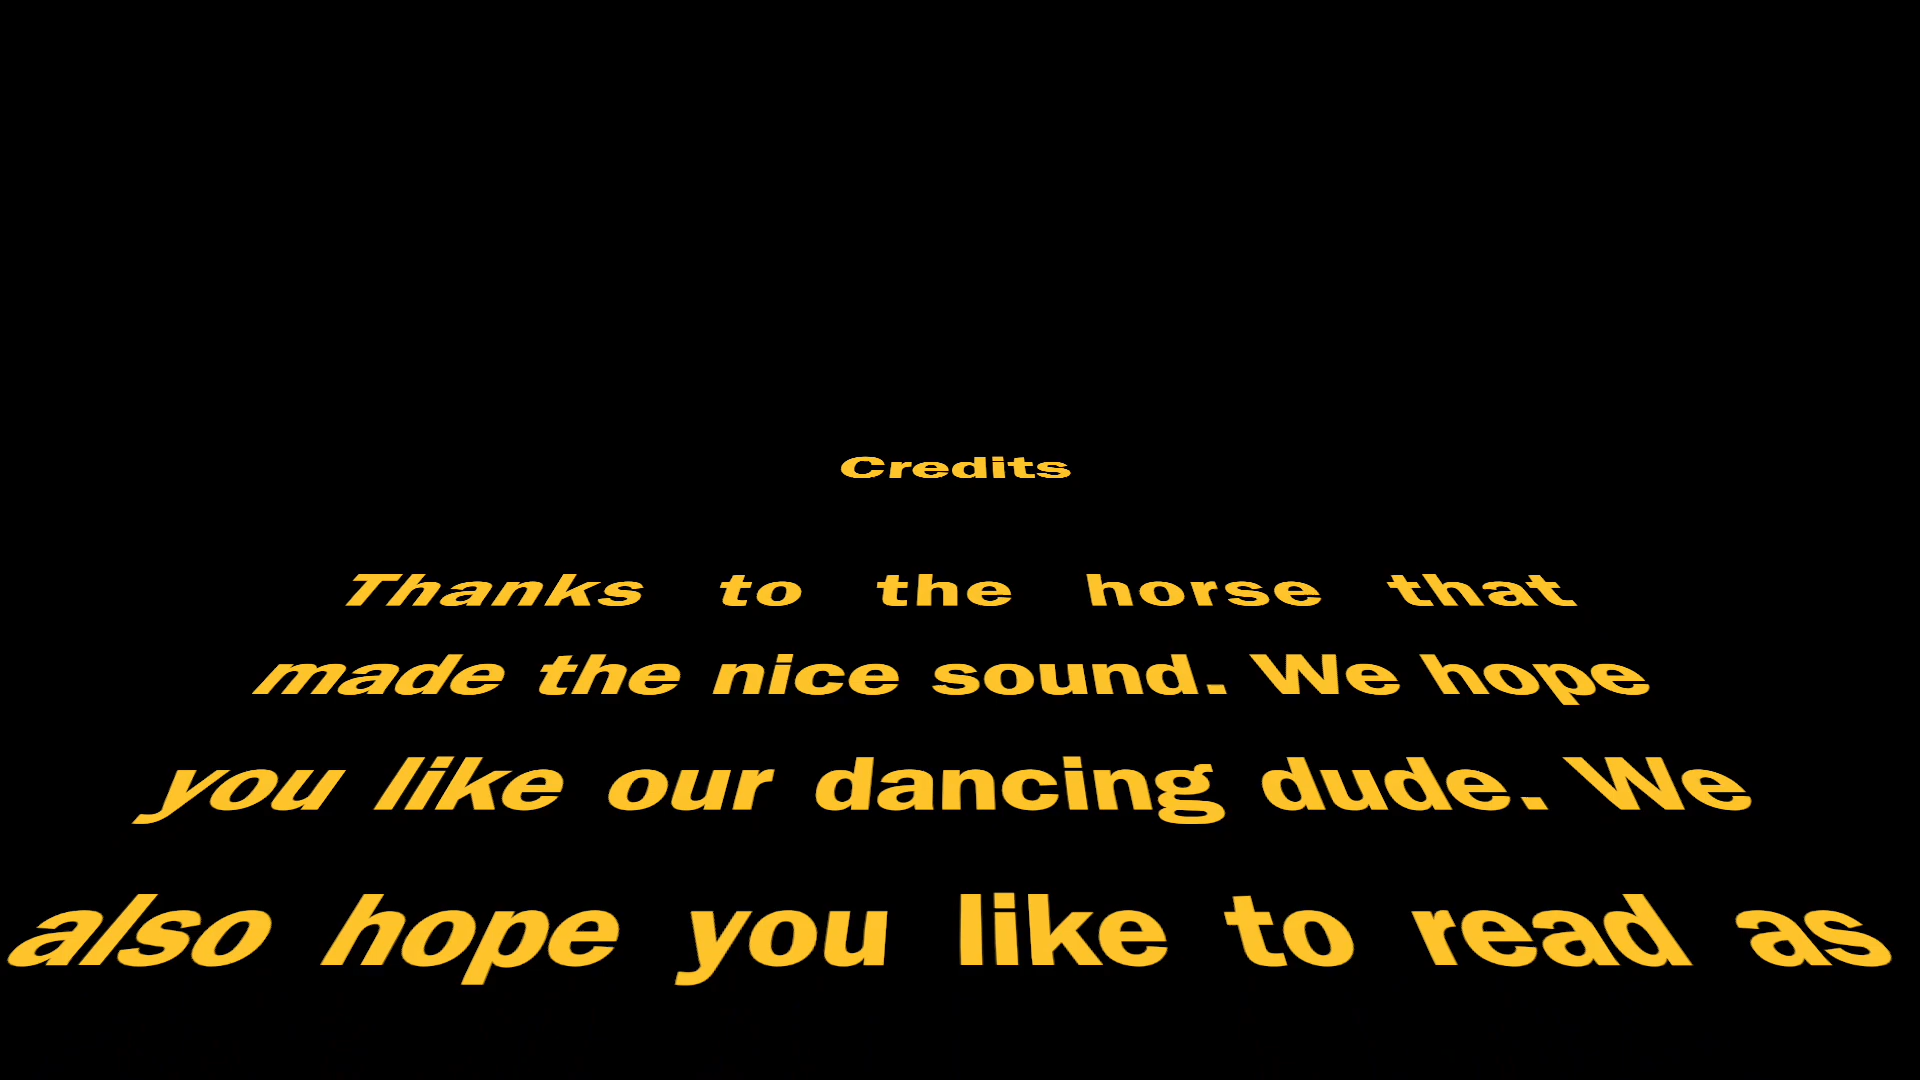 Credits
Thanks to the horse that
made the nice sound. We hope
you like our dancing dude. We
also hope you like to read as